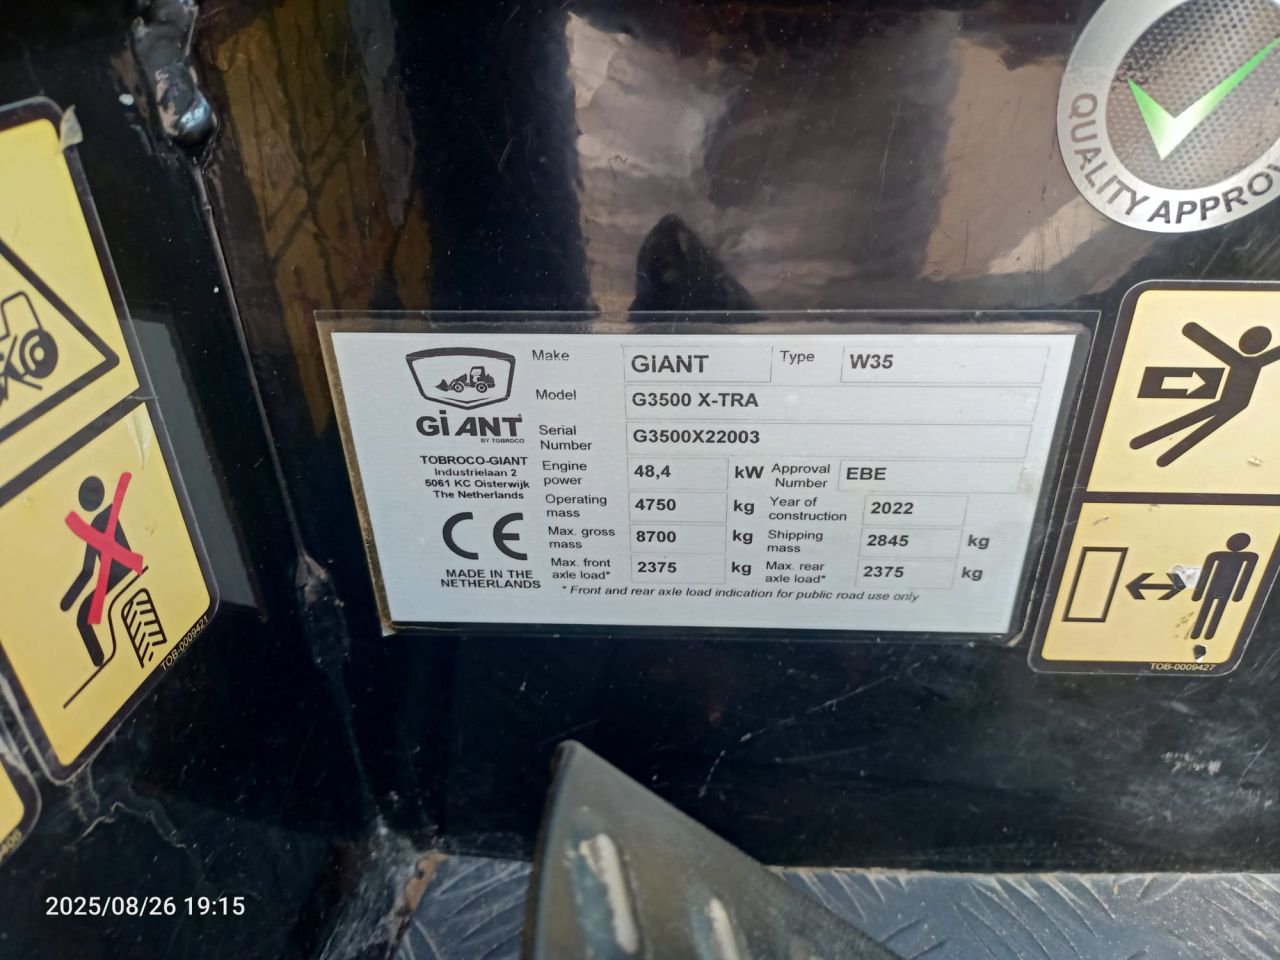 QUALITY APPROV
GiANT
BY TOBROCO
TOBROCO-GIANT
Industrielaan 2
5061 KC Oisterwijk
The Netherlands
CE
MADE IN THE
NETHERLANDS
Make GiANT Type W35
Model G3500 X-TRA
Serial Number G3500X22003
Engine power 48,4 kW Approval Number EBE
Operating mass 4750 kg Year of construction 2022
Max. gross mass 8700 kg Shipping mass 2845 kg
Max. front axle load* 2375 kg Max. rear axle load* 2375 kg
* Front and rear axle load indication for public road use only
TOB-0009421
TOB-0009427
2025/08/26 19:15